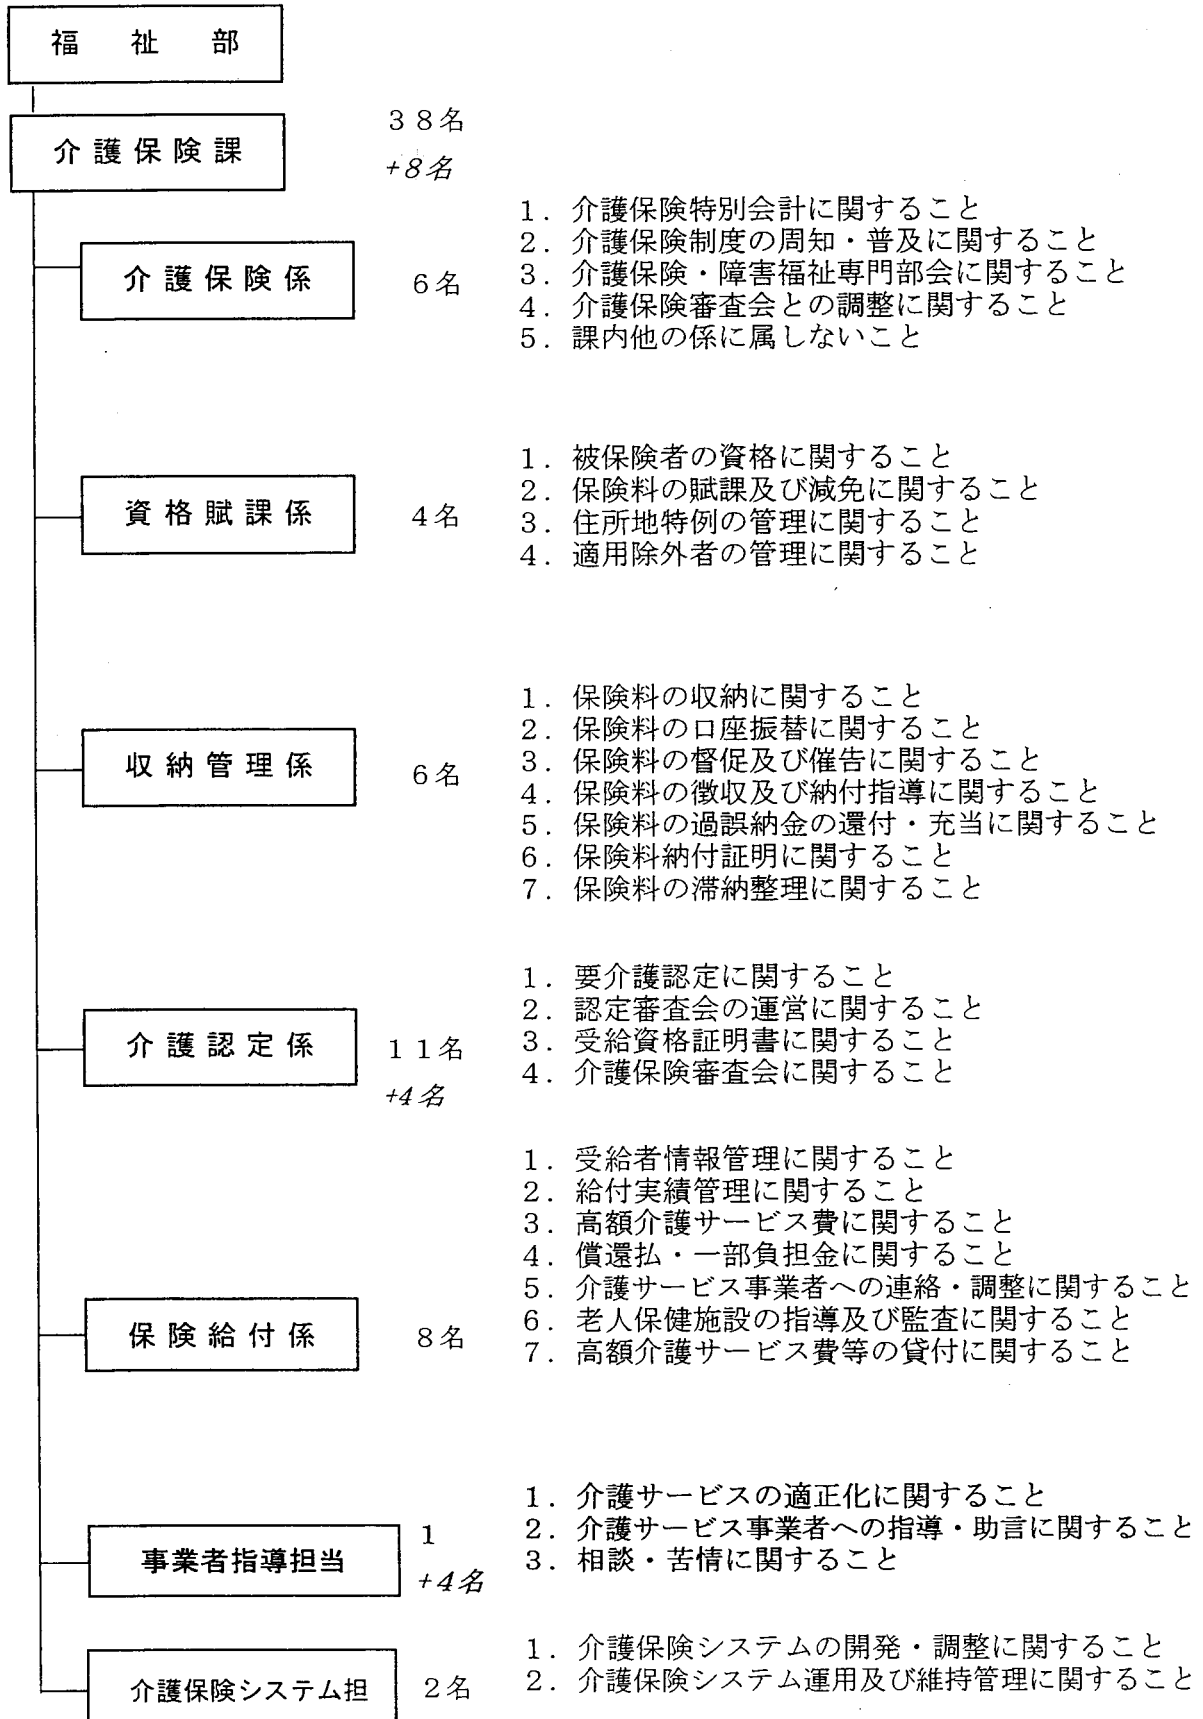 福祉部
介護保険課
38名
+8名
介護保険係
6名
1. 介護保険特別会計に関すること
2. 介護保険制度の周知・普及に関すること
3. 介護保険・障害福祉専門部会に関すること
4. 介護保険審査会との調整に関すること
5. 課内他の係に属しないこと
資格賦課係
4名
1. 被保険者の資格に関すること
2. 保険料の賦課及び減免に関すること
3. 住所地特例の管理に関すること
4. 適用除外者の管理に関すること
収納管理係
6名
1. 保険料の収納に関すること
2. 保険料の口座振替に関すること
3. 保険料の督促及び催告に関すること
4. 保険料の徴収及び納付指導に関すること
5. 保険料の過誤納金の還付・充当に関すること
6. 保険料納付証明に関すること
7. 保険料の滞納整理に関すること
介護認定係
11名
+4名
1. 要介護認定に関すること
2. 認定審査会の運営に関すること
3. 受給資格証明書に関すること
4. 介護保険審査会に関すること
保険給付係
8名
1. 受給者情報管理に関すること
2. 給付実績管理に関すること
3. 高額介護サービス費に関すること
4. 償還払・一部負担金に関すること
5. 介護サービス事業者への連絡・調整に関すること
6. 老人保健施設の指導及び監査に関すること
7. 高額介護サービス費等の貸付に関すること
事業者指導担当
1
+4名
1. 介護サービスの適正化に関すること
2. 介護サービス事業者への指導・助言に関すること
3. 相談・苦情に関すること
介護保険システム担
2名
1. 介護保険システムの開発・調整に関すること
2. 介護保険システム運用及び維持管理に関すること